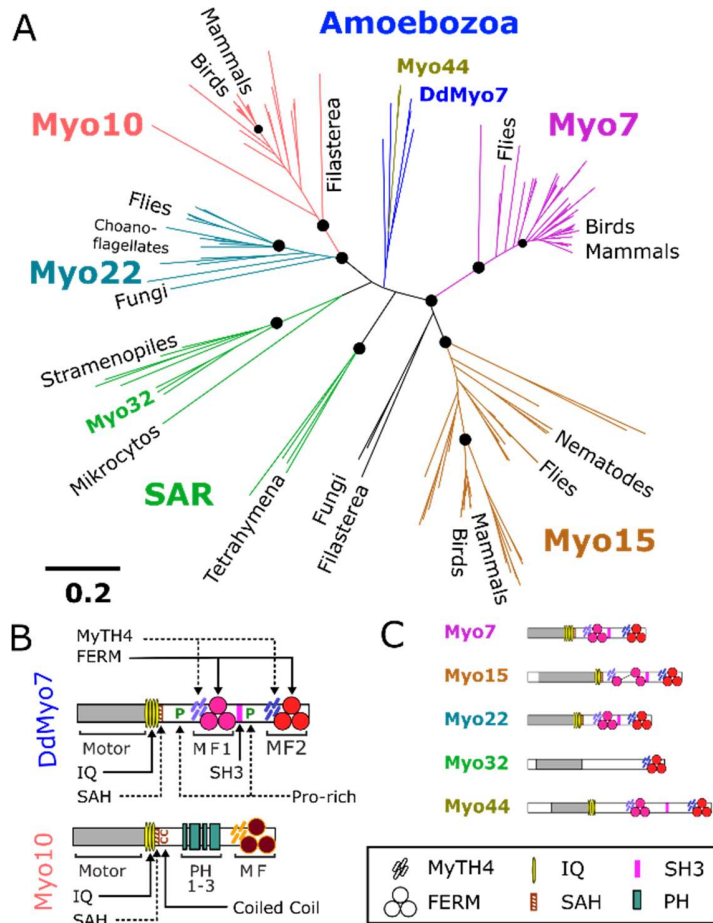 A
Amoebozoa
Mammals
Birds
Myo10
Filasterea
Myo44
DdMyo7
Myo7
Flies
Birds
Mammals
Flies
Choano-
flagellates
Myo22
Fungi
Stramenopiles
Myo32
Mikrocytos
SAR
Tetrahymena
Fungi
Filasterea
Nematodes
Flies
Mammals
Birds
Myo15
0.2
B
MyTH4
FERM
DdMyo7
P
P
Motor
MF1
MF2
IQ
SH3
SAH
Pro-rich
Myo10
CC
Motor
PH
1-3
MF
IQ
Coiled Coil
SAH
C
Myo7
Myo15
Myo22
Myo32
Myo44
MyTH4
IQ
SH3
FERM
SAH
PH